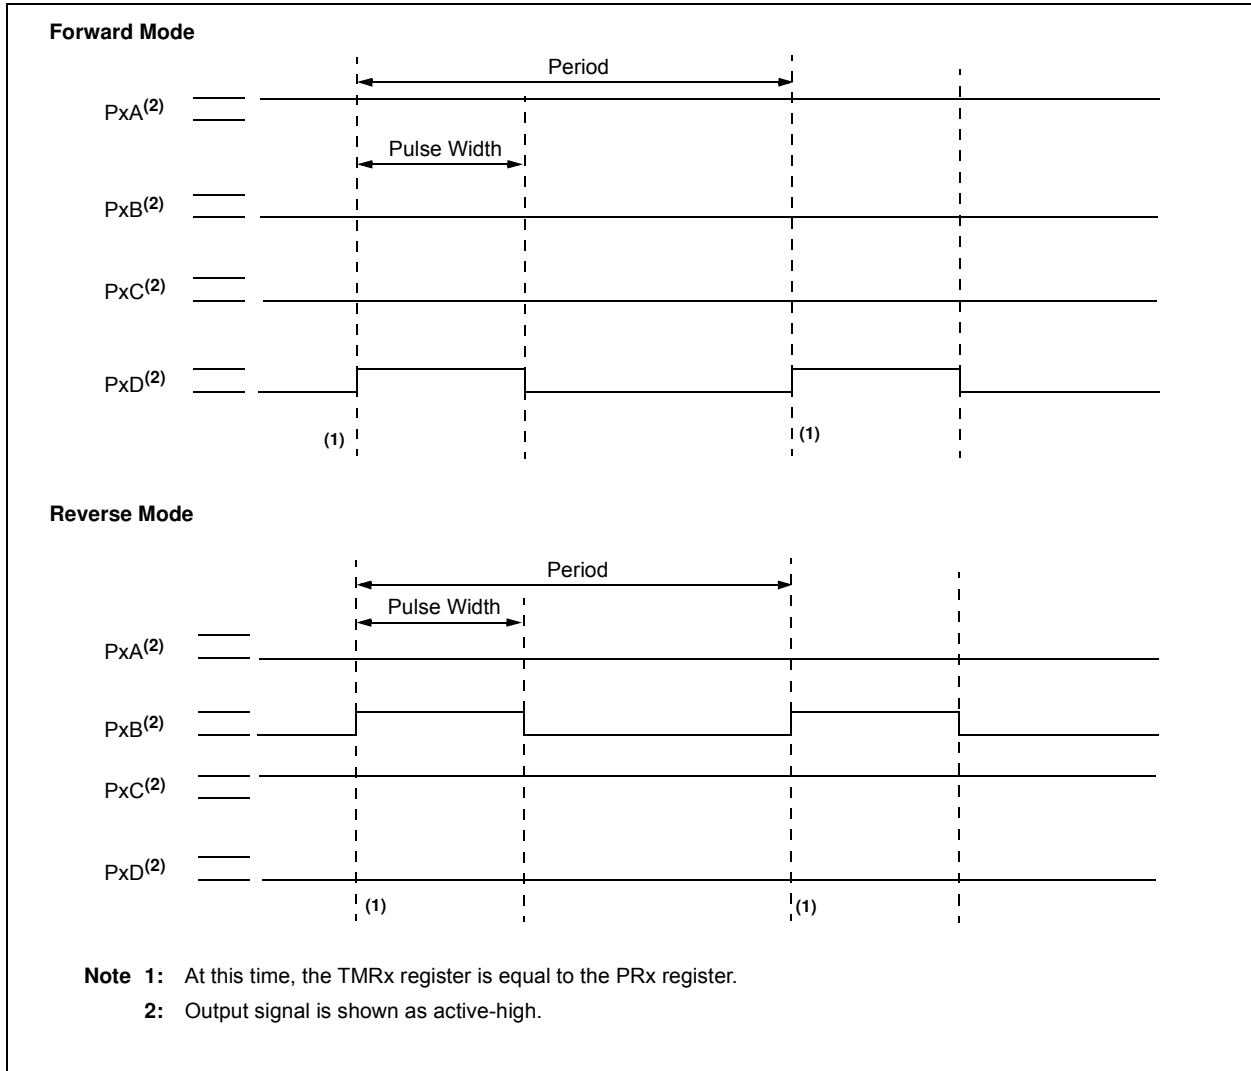 Forward Mode
Period
PxA(2)
Pulse Width
PxB(2)
PxC(2)
PxD(2)
(1)
(1)
Reverse Mode
Period
Pulse Width
PxA(2)
PxB(2)
PxC(2)
PxD(2)
(1)
(1)
Note 1: At this time, the TMRx register is equal to the PRx register.
2: Output signal is shown as active-high.